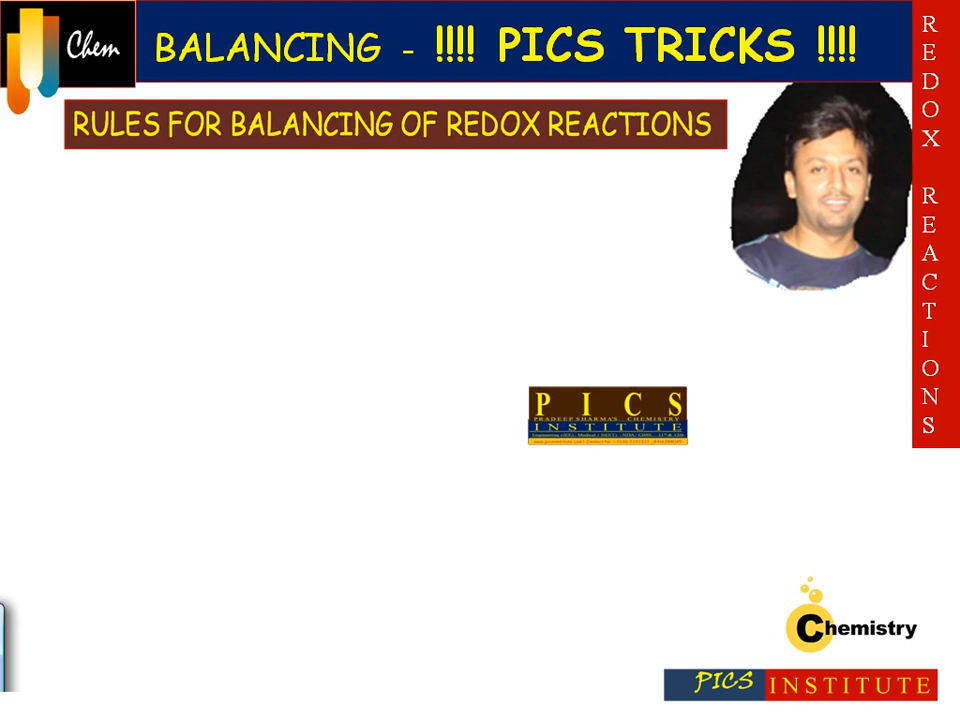 Chem
BALANCING - !!!! PICS TRICKS !!!!
RULES FOR BALANCING OF REDOX REACTIONS
REDOX REACTIONS
P I C S
PRADEEP SHARMA'S CHEMISTRY
INSTITUTE
Chemistry
PICS INSTITUTE